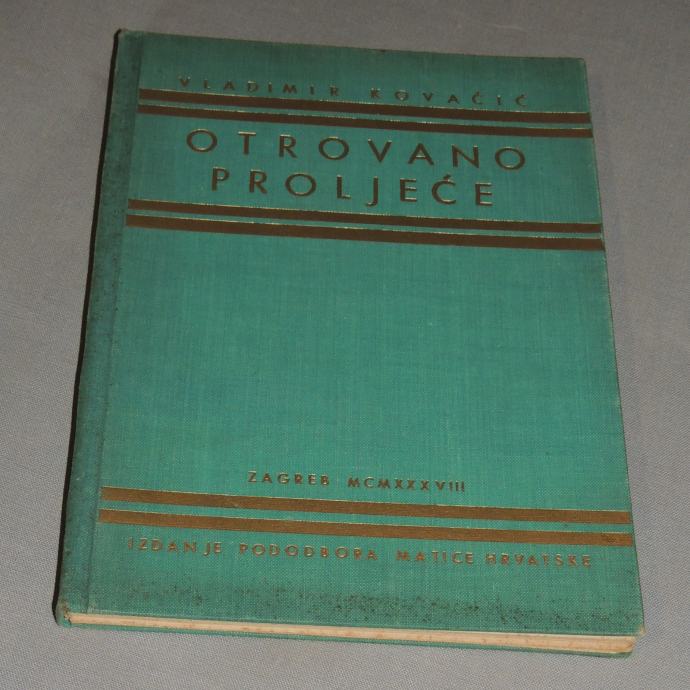 VLADIMIR KOVAČIĆ
OTROVANO
PROLJEĆE
ZAGREB MCMXXXVIII
IZDANJE PODODBORA MATICE HRVATSKE